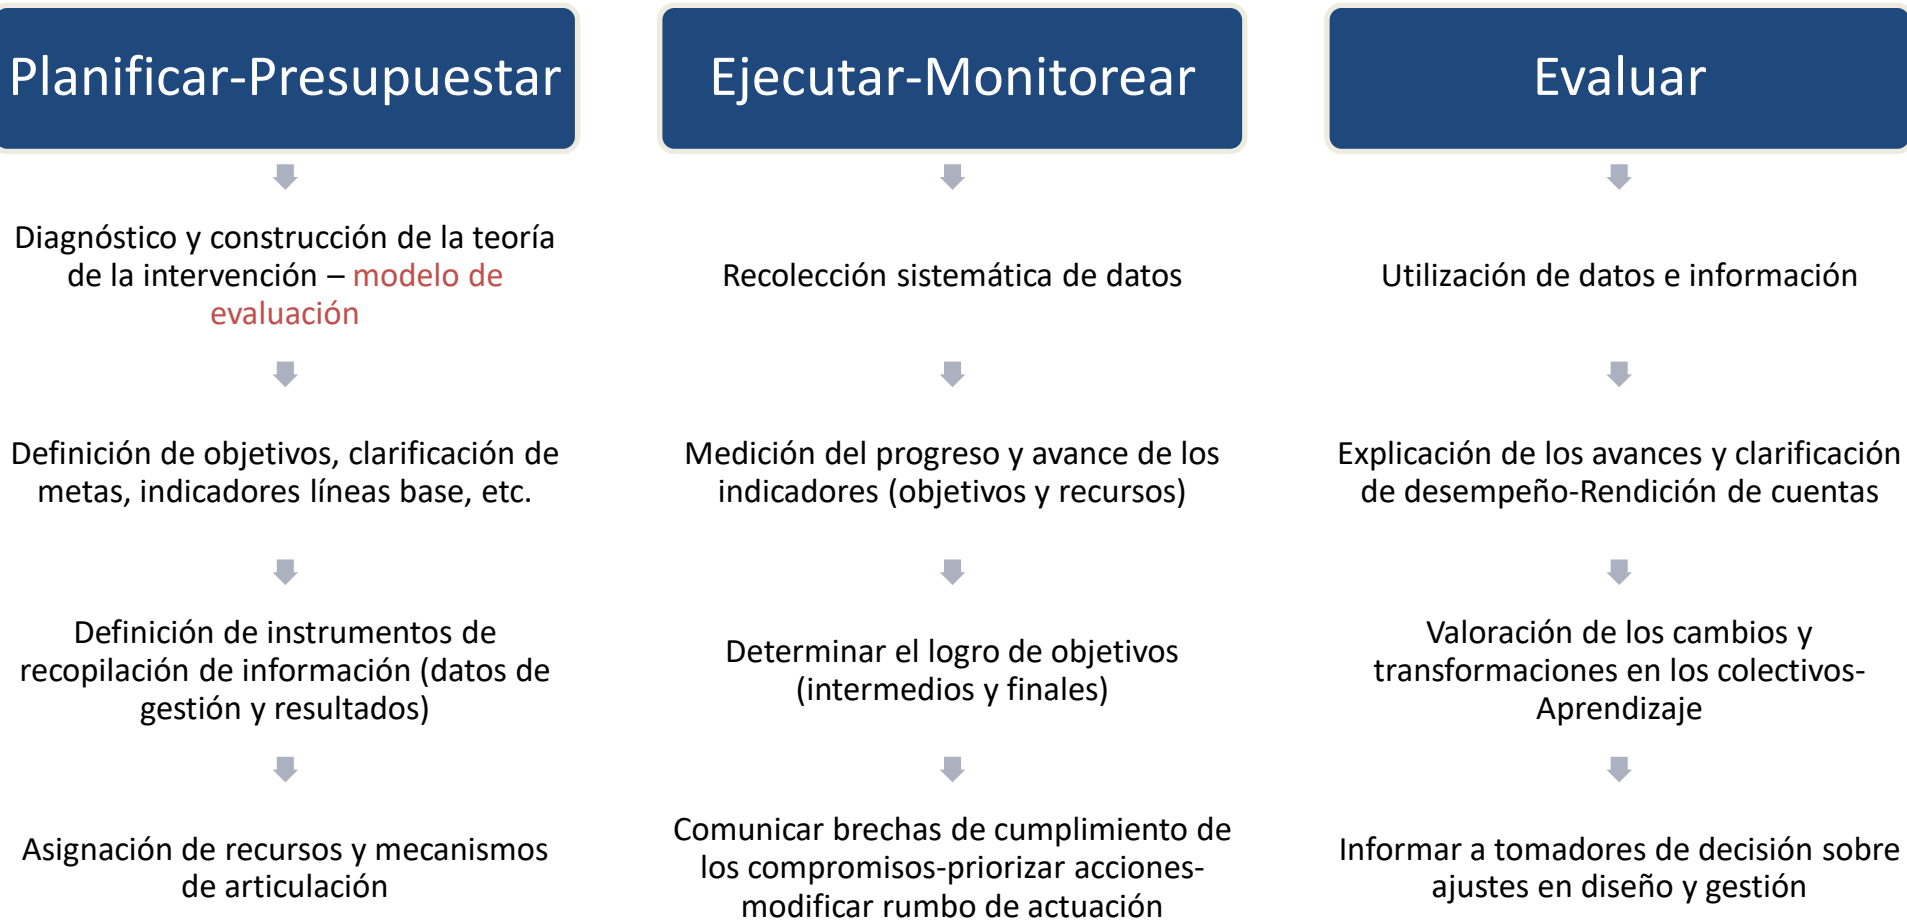 Planificar-Presupuestar
Diagnóstico y construcción de la teoría
de la intervención – modelo de
evaluación
Definición de objetivos, clarificación de
metas, indicadores líneas base, etc.
Definición de instrumentos de
recopilación de información (datos de
gestión y resultados)
Asignación de recursos y mecanismos
de articulación
Ejecutar-Monitorear
Recolección sistemática de datos
Medición del progreso y avance de los
indicadores (objetivos y recursos)
Determinar el logro de objetivos
(intermedios y finales)
Comunicar brechas de cumplimiento de
los compromisos-priorizar acciones-
modificar rumbo de actuación
Evaluar
Utilización de datos e información
Explicación de los avances y clarificación
de desempeño-Rendición de cuentas
Valoración de los cambios y
transformaciones en los colectivos-
Aprendizaje
Informar a tomadores de decisión sobre
ajustes en diseño y gestión